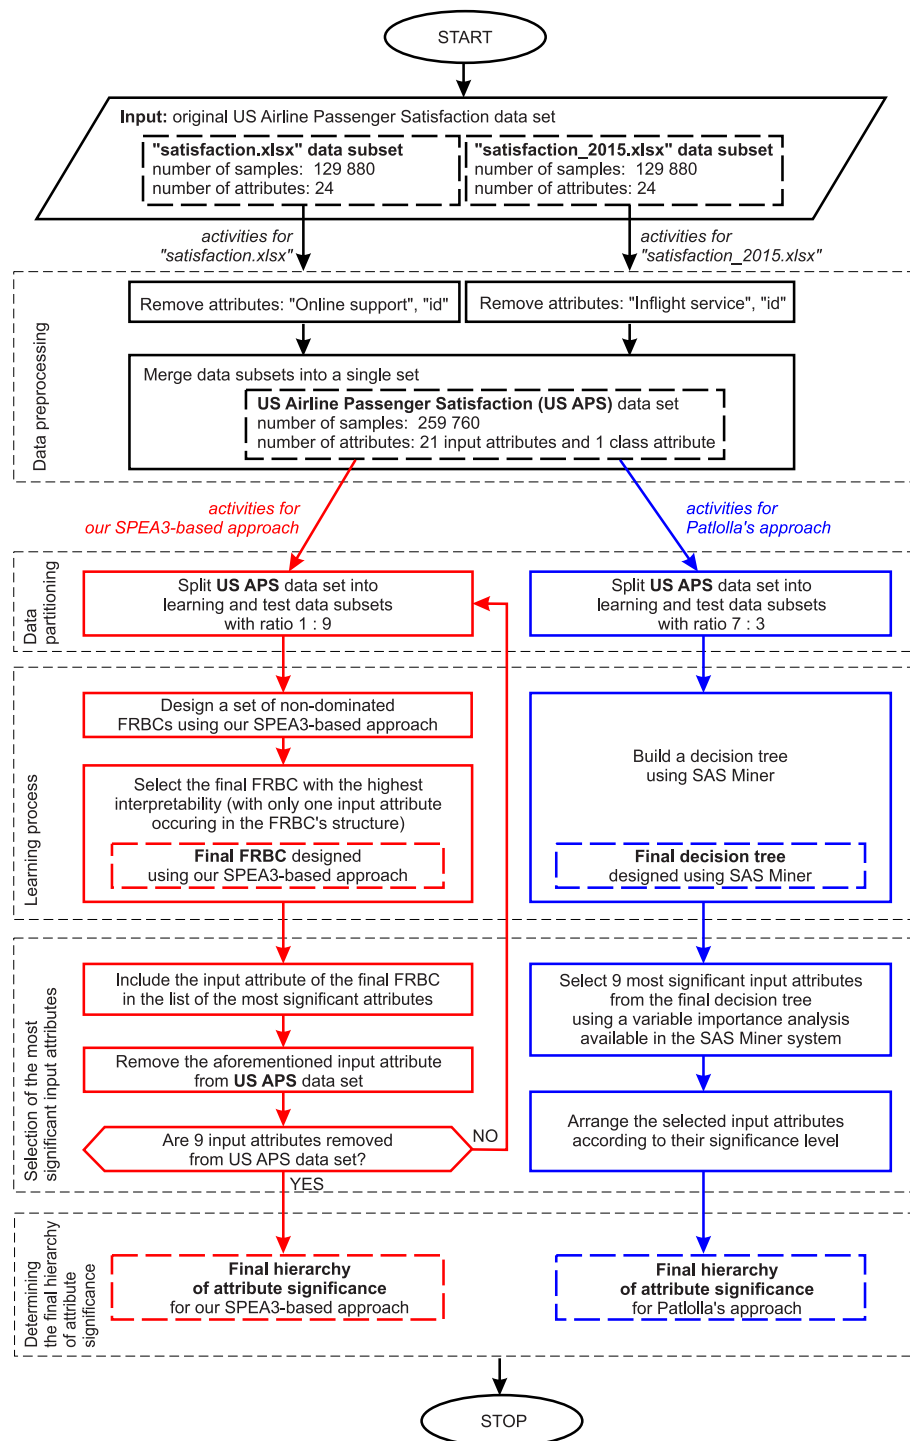 START
Input: original US Airline Passenger Satisfaction data set
"satisfaction.xlsx" data subset
number of samples: 129 880
number of attributes: 24
"satisfaction_2015.xlsx" data subset
number of samples: 129 880
number of attributes: 24
activities for
"satisfaction.xlsx"
activities for
"satisfaction_2015.xlsx"
Data preprocessing
Remove attributes: "Online support", "id"
Remove attributes: "Inflight service", "id"
Merge data subsets into a single set
US Airline Passenger Satisfaction (US APS) data set
number of samples: 259 760
number of attributes: 21 input attributes and 1 class attribute
activities for
our SPEA3-based approach
activities for
Patlolla's approach
Data
partitioning
Split US APS data set into
learning and test data subsets
with ratio 1 : 9
Split US APS data set into
learning and test data subsets
with ratio 7 : 3
Learning process
Design a set of non-dominated
FRBCs using our SPEA3-based approach
Select the final FRBC with the highest
interpretability (with only one input attribute
occuring in the FRBC's structure)
Final FRBC designed
using our SPEA3-based approach
Build a decision tree
using SAS Miner
Final decision tree
designed using SAS Miner
Selection of the most
significant input attributes
Include the input attribute of the final FRBC
in the list of the most significant attributes
Remove the aforementioned input attribute
from US APS data set
Are 9 input attributes removed
from US APS data set?
NO
YES
Select 9 most significant input attributes
from the final decision tree
using a variable importance analysis
available in the SAS Miner system
Arrange the selected input attributes
according to their significance level
Determining
the final hierarchy
of attribute
significance
Final hierarchy
of attribute significance
for our SPEA3-based approach
Final hierarchy
of attribute significance
for Patlolla's approach
STOP